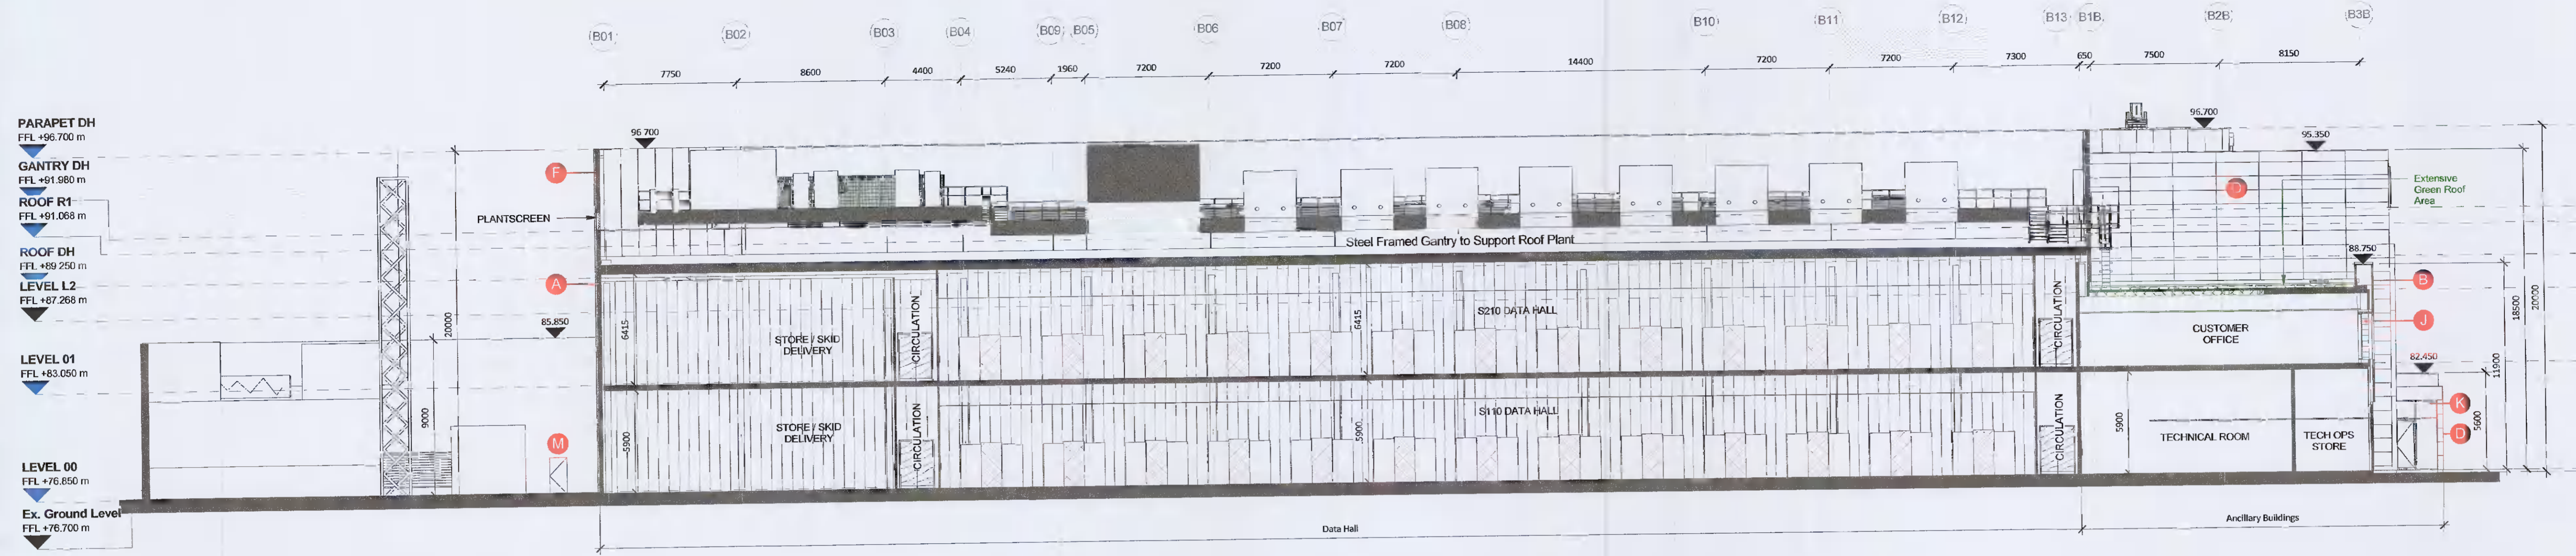 B01
B02
B03
B04
B09
B05
B06
B07
B08
B10
B11
B12
B13
B1B
B2B
B3B
7750
8600
4400
5240
1960
7200
7200
7200
14400
7200
7200
7300
650
7500
8150
PARAPET DH
FFL +96.700 m
GANTRY DH
FFL +91.980 m
ROOF R1
FFL +91.068 m
ROOF DH
FFL +89 250 m
LEVEL L2
FFL +87.268 m
LEVEL 01
FFL +83.050 m
LEVEL 00
FFL +76.850 m
Ex. Ground Level
FFL +76.700 m
96 700
96.700
95.350
F
PLANTSCREEN
D
Extensive
Green Roof
Area
Steel Framed Gantry to Support Roof Plant
88.750
A
B
20000
85.850
6415
STORE / SKID
DELIVERY
CIRCULATION
6415
S210 DATA HALL
CIRCULATION
CUSTOMER
OFFICE
J
18500
20000
82.450
11900
9000
M
5900
STORE / SKID
DELIVERY
CIRCULATION
5900
S110 DATA HALL
CIRCULATION
5900
TECHNICAL ROOM
TECH OPS
STORE
K
D
5600
Data Hall
Ancillary Buildings